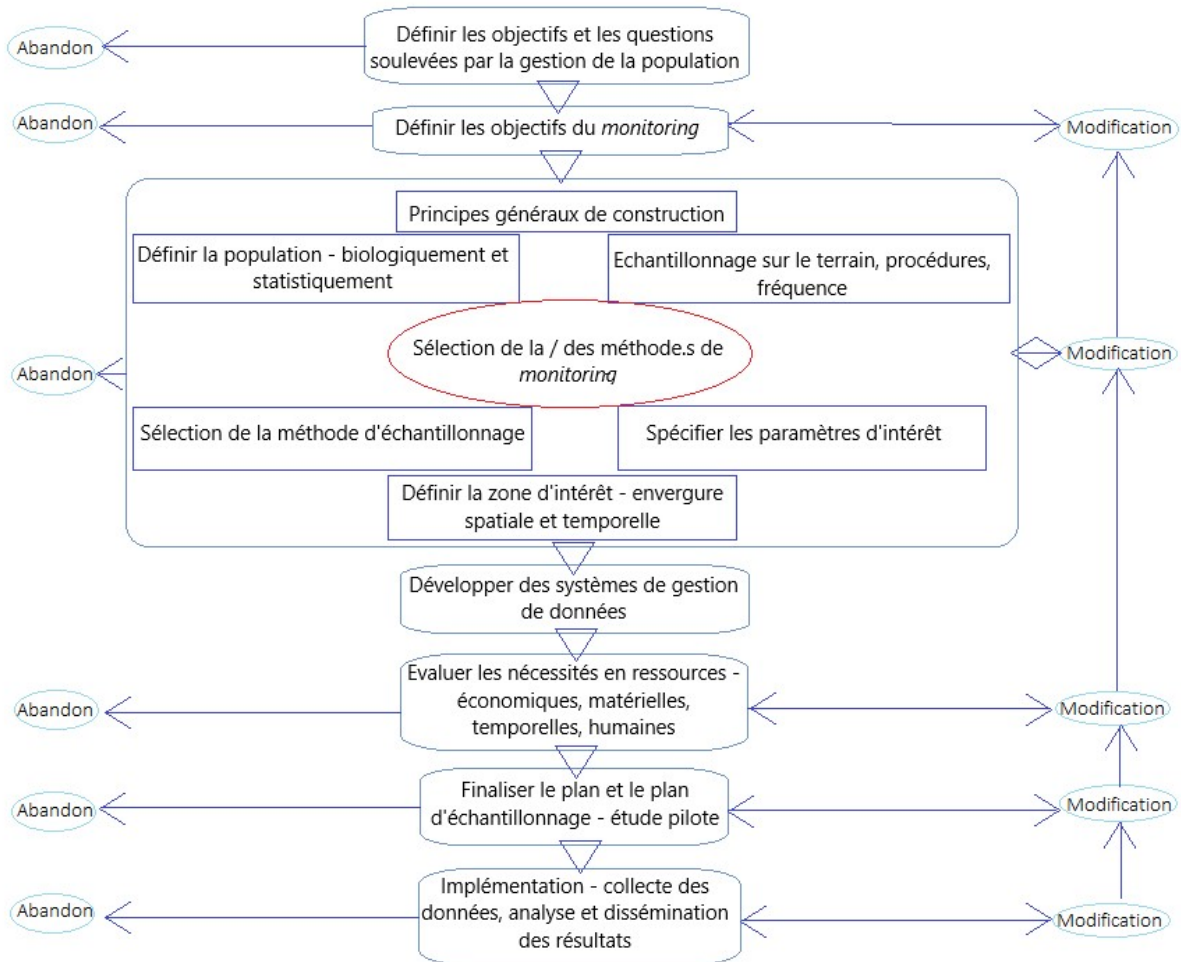 Définir les objectifs et les questions
soulevées par la gestion de la population
Abandon
Définir les objectifs du monitoring
Abandon
Modification
Principes généraux de construction
Définir la population - biologiquement et
statistiquement
Echantillonnage sur le terrain, procédures,
fréquence
Sélection de la / des méthode.s de
monitoring
Abandon
Modification
Sélection de la méthode d'échantillonnage
Spécifier les paramètres d'intérêt
Définir la zone d'intérêt - envergure
spatiale et temporelle
Développer des systèmes de gestion
de données
Evaluer les nécessités en ressources -
économiques, matérielles,
temporelles, humaines
Abandon
Modification
Finaliser le plan et le plan
d'échantillonnage - étude pilote
Abandon
Modification
Implémentation - collecte des
données, analyse et dissémination
des résultats
Abandon
Modification